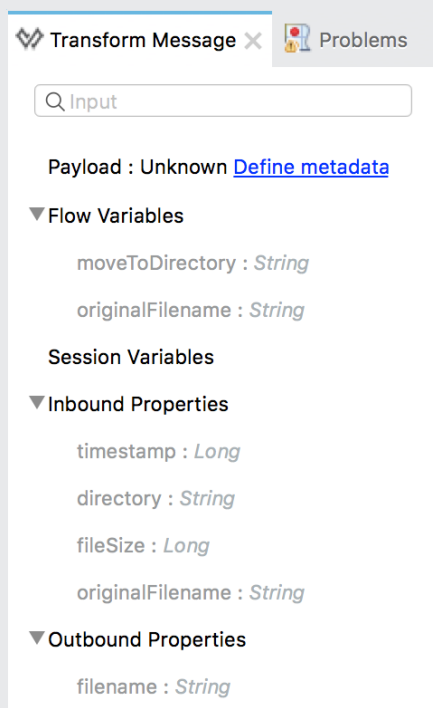 Transform Message
Problems
Input
Payload : Unknown Define metadata
Flow Variables
moveToDirectory : String
originalFilename : String
Session Variables
Inbound Properties
timestamp : Long
directory : String
fileSize : Long
originalFilename : String
Outbound Properties
filename : String